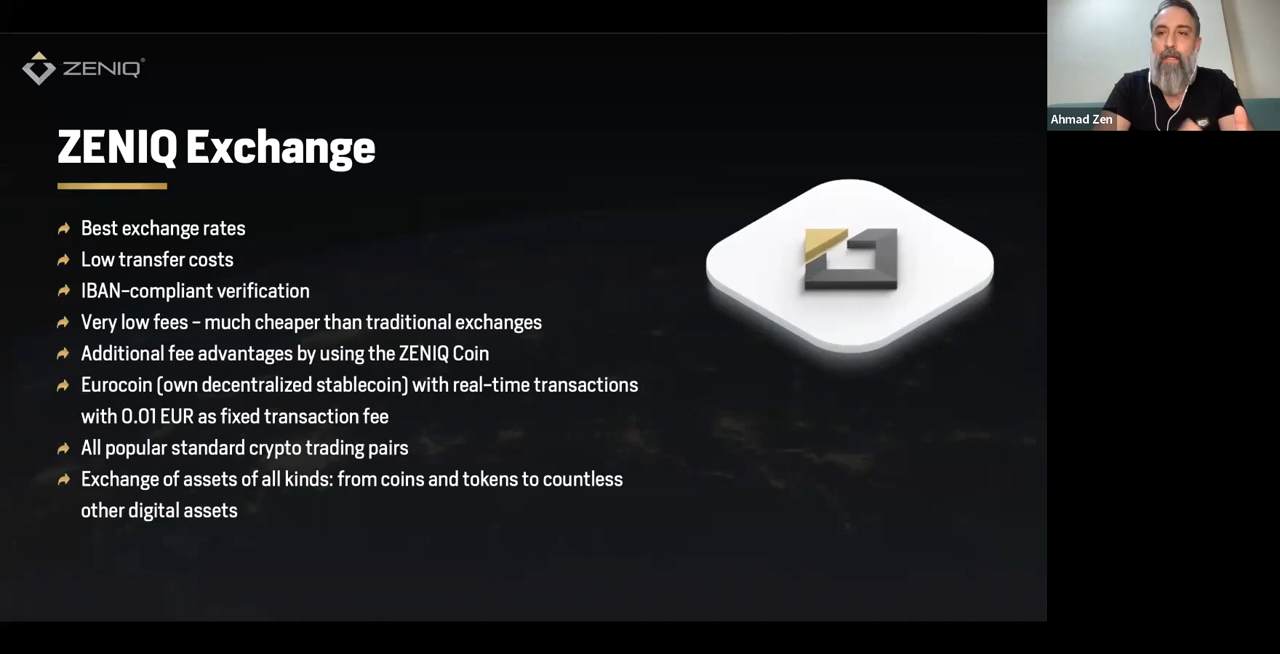 ZENIQ®
ZENIQ Exchange
Best exchange rates
Low transfer costs
IBAN-compliant verification
Very low fees - much cheaper than traditional exchanges
Additional fee advantages by using the ZENIQ Coin
Eurocoin (own decentralized stablecoin) with real-time transactions
with 0.01 EUR as fixed transaction fee
All popular standard crypto trading pairs
Exchange of assets of all kinds: from coins and tokens to countless
other digital assets
Ahmad Zen